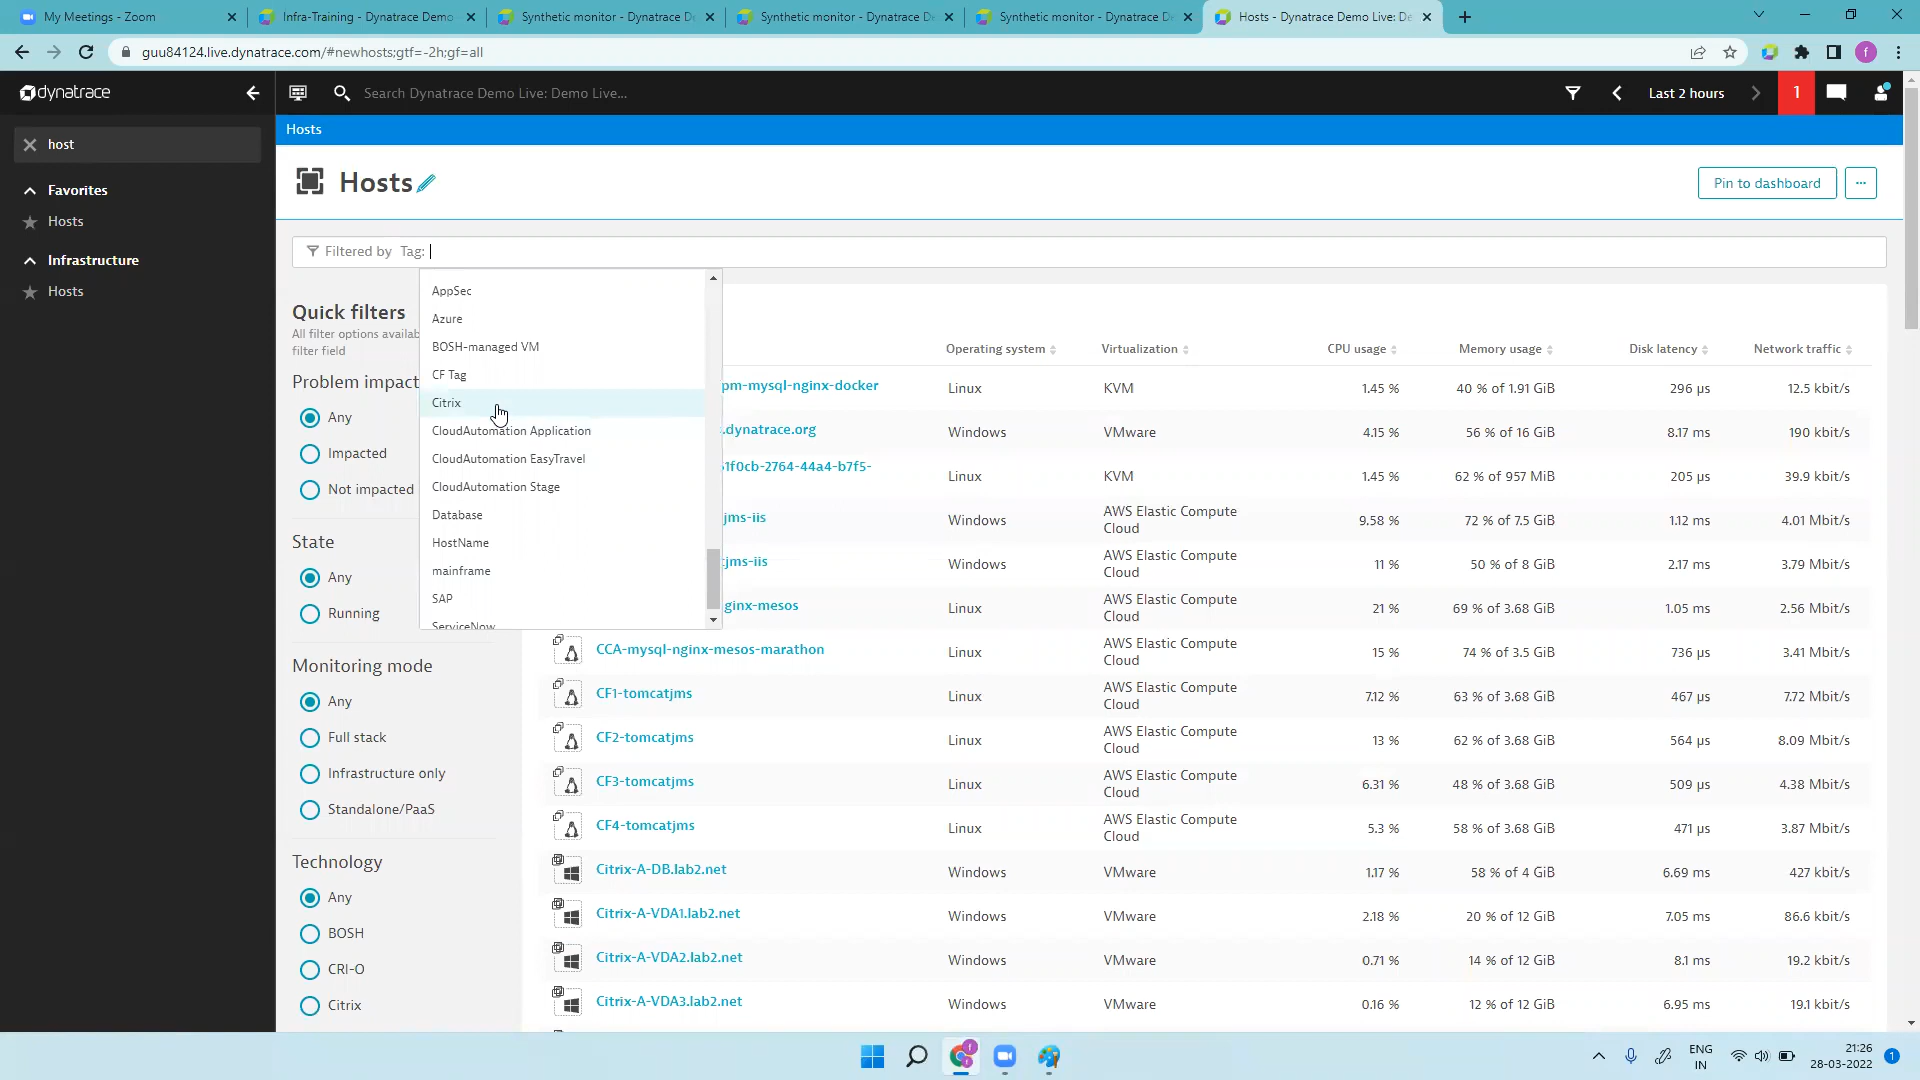 My Meetings - Zoom
Infra-Training - Dynatrace Demo
Synthetic monitor - Dynatrace De
Synthetic monitor - Dynatrace De
Synthetic monitor - Dynatrace De
Hosts - Dynatrace Demo Live: De
guu84124.live.dynatrace.com/#newhosts;gtf=-2h;gf=all
f
dynatrace
Search Dynatrace Demo Live: Demo Live...
Last 2 hours
1
host
Favorites
Hosts
Infrastructure
Hosts
Hosts
Hosts
Pin to dashboard
...
Filtered by Tag:
Quick filters
All filter options availab
filter field
Problem impact
Any
Impacted
Not impacted
State
Any
Running
Monitoring mode
Any
Full stack
Infrastructure only
Standalone/PaaS
Technology
Any
BOSH
CRI-O
Citrix
AppSec
Azure
BOSH-managed VM
CF Tag
Citrix
CloudAutomation Application
CloudAutomation EasyTravel
CloudAutomation Stage
Database
HostName
mainframe
SAP
ServiceNow
Operating system Virtualization CPU usage Memory usage Disk latency Network traffic
pm-mysql-nginx-docker Linux KVM 1.45 % 40 % of 1.91 GiB 296 µs 12.5 kbit/s
.dynatrace.org Windows VMware 4.15 % 56 % of 16 GiB 8.17 ms 190 kbit/s
61f0cb-2764-44a4-b7f5- Linux KVM 1.45 % 62 % of 957 MiB 205 µs 39.9 kbit/s
jms-iis Windows AWS Elastic Compute Cloud 9.58 % 72 % of 7.5 GiB 1.12 ms 4.01 Mbit/s
tjms-iis Windows AWS Elastic Compute Cloud 11 % 50 % of 8 GiB 2.17 ms 3.79 Mbit/s
ginx-mesos Linux AWS Elastic Compute Cloud 21 % 69 % of 3.68 GiB 1.05 ms 2.56 Mbit/s
CCA-mysql-nginx-mesos-marathon Linux AWS Elastic Compute Cloud 15 % 74 % of 3.5 GiB 736 µs 3.41 Mbit/s
CF1-tomcatjms Linux AWS Elastic Compute Cloud 7.12 % 63 % of 3.68 GiB 467 µs 7.72 Mbit/s
CF2-tomcatjms Linux AWS Elastic Compute Cloud 13 % 62 % of 3.68 GiB 564 µs 8.09 Mbit/s
CF3-tomcatjms Linux AWS Elastic Compute Cloud 6.31 % 48 % of 3.68 GiB 509 µs 4.38 Mbit/s
CF4-tomcatjms Linux AWS Elastic Compute Cloud 5.3 % 58 % of 3.68 GiB 471 µs 3.87 Mbit/s
Citrix-A-DB.lab2.net Windows VMware 1.17 % 58 % of 4 GiB 6.69 ms 427 kbit/s
Citrix-A-VDA1.lab2.net Windows VMware 2.18 % 20 % of 12 GiB 7.05 ms 86.6 kbit/s
Citrix-A-VDA2.lab2.net Windows VMware 0.71 % 14 % of 12 GiB 8.1 ms 19.2 kbit/s
Citrix-A-VDA3.lab2.net Windows VMware 0.16 % 12 % of 12 GiB 6.95 ms 19.1 kbit/s
ENG
IN
21:26
28-03-2022
1